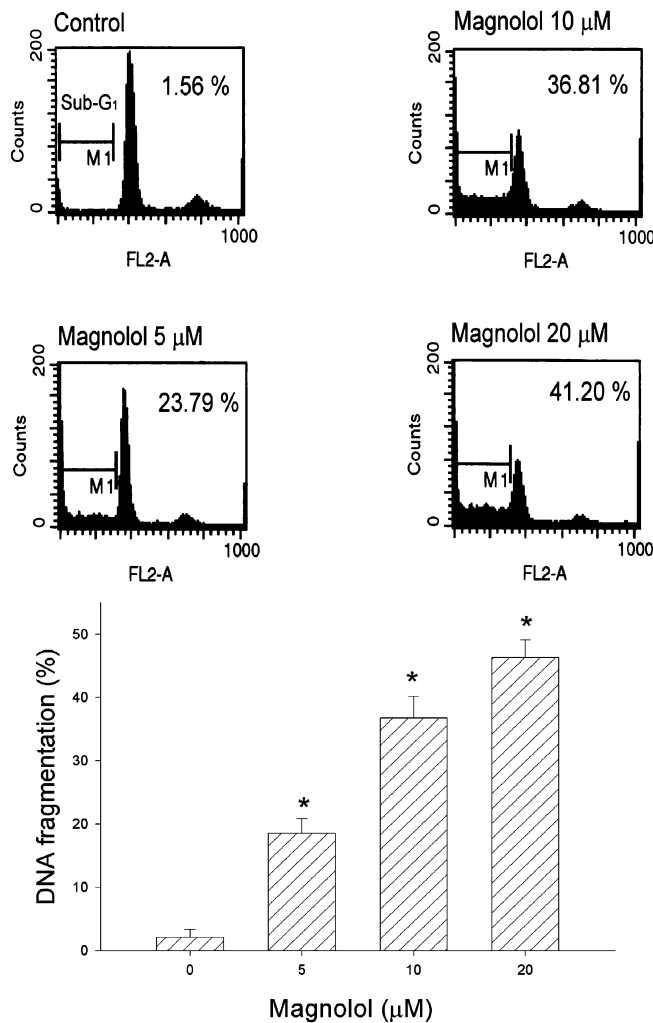 Control
200
Counts
0
Sub-G1
M1
1.56 %
1000
FL2-A
Magnolol 10 μM
200
Counts
0
M1
36.81 %
1000
FL2-A
Magnolol 5 μM
200
Counts
0
M1
23.79 %
1000
FL2-A
Magnolol 20 μM
200
Counts
0
M1
41.20 %
1000
FL2-A
DNA fragmentation (%)
50
40
30
20
10
0
*
*
*
0 5 10 20
Magnolol (μM)